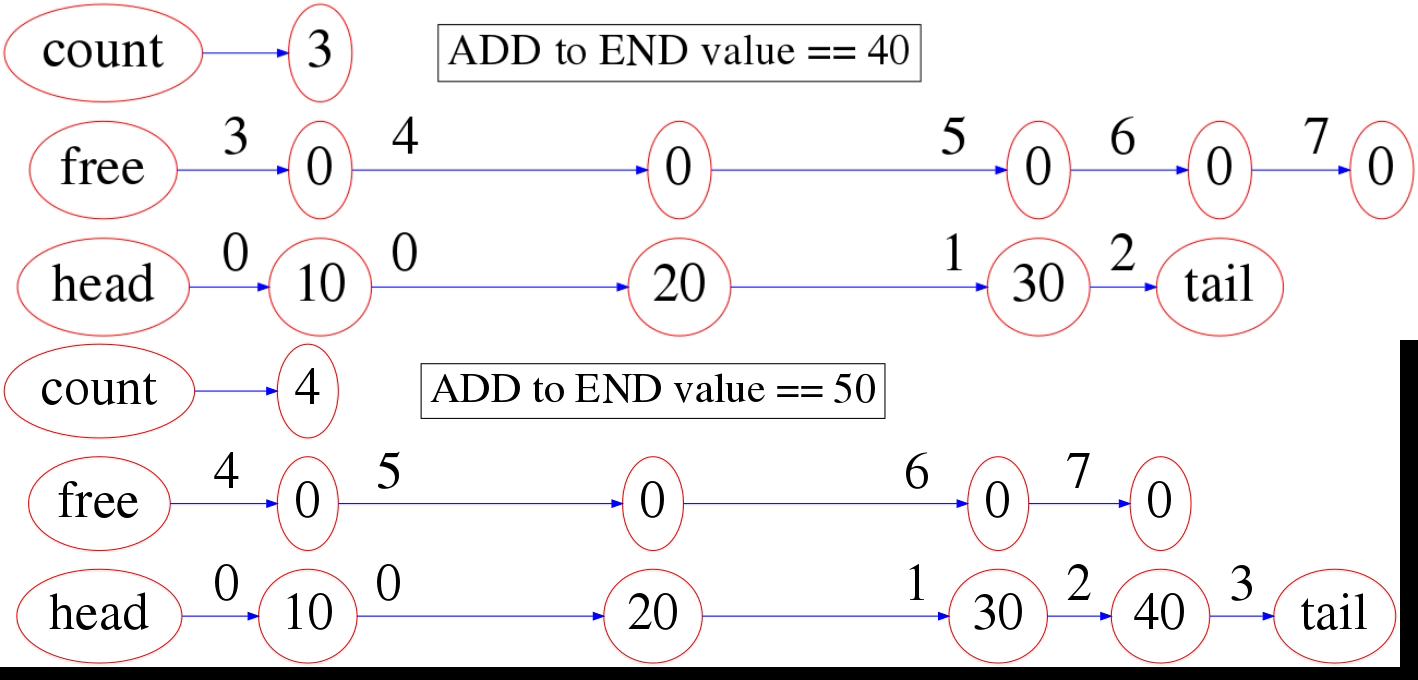 count 3 ADD to END value == 40
free 3 0 4 0 5 0 6 0 7 0
head 0 10 0 20 1 30 2 tail
count 4 ADD to END value == 50
free 4 0 5 0 6 0 7 0
head 0 10 0 20 1 30 2 40 3 tail